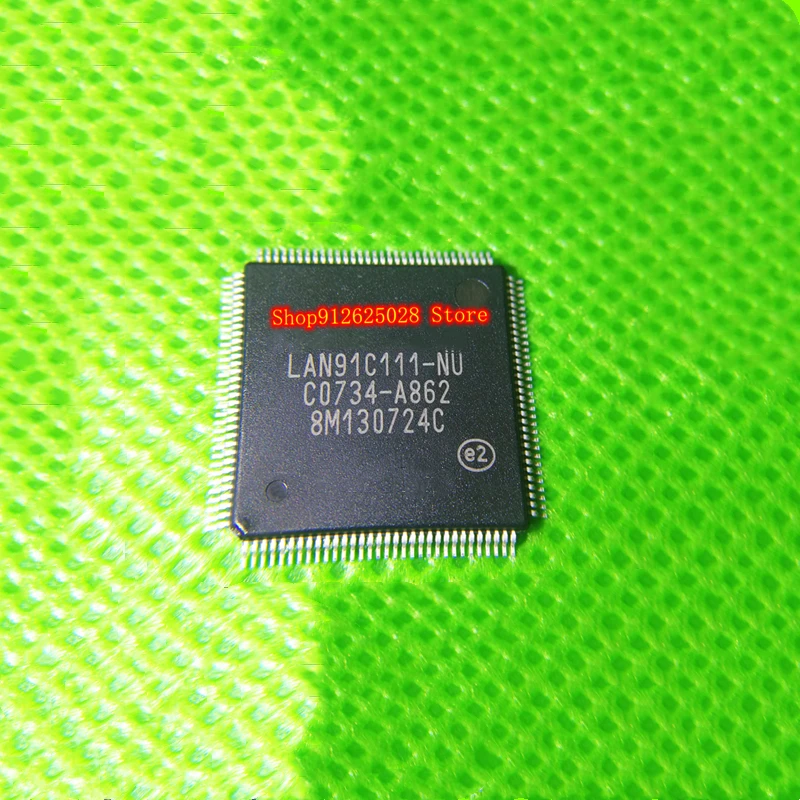 Shop912625028 Store
LAN91C111-NU
C0734-A862
8M130724C
e2